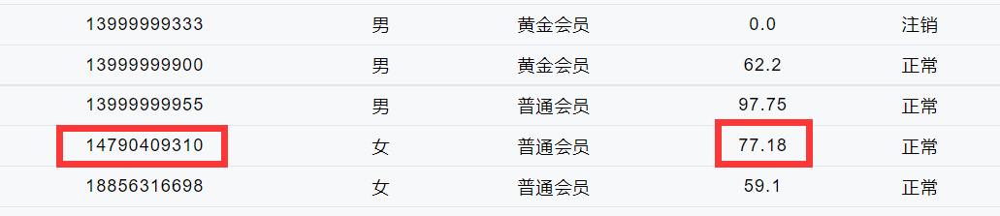 13999999333 男 黄金会员 0.0 注销
13999999900 男 黄金会员 62.2 正常
13999999955 男 普通会员 97.75 正常
14790409310 女 普通会员 77.18 正常
18856316698 女 普通会员 59.1 正常